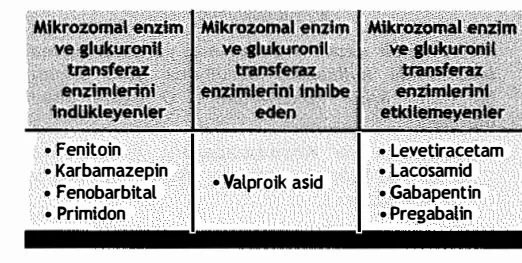 Mikrozomal enzim
ve glukuronil
transferaz
enzimlerini
indükleyenler
Mikrozomal enzim
ve glukuronil
transferaz
enzimlerini inhibe
eden
Mikrozomal enzim
ve glukuronil
transferaz
enzimlerini
etkilemeyenler
• Fenitoin
• Karbamazepin
• Fenobarbital
• Primidon
• Valproik asid
• Levetiracetam
• Lacosamid
• Gabapentin
• Pregabalin